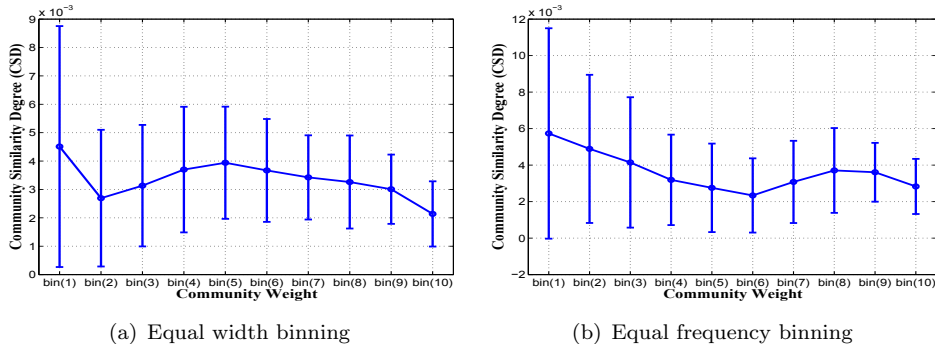 x 10⁻³
9
8
7
6
5
4
3
2
1
0
Community Similarity Degree (CSD)
bin(1) bin(2) bin(3) bin(4) bin(5) bin(6) bin(7) bin(8) bin(9) bin(10)
Community Weight
(a) Equal width binning
x 10⁻³
12
10
8
6
4
2
0
−2
Community Similarity Degree (CSD)
bin(1) bin(2) bin(3) bin(4) bin(5) bin(6) bin(7) bin(8) bin(9) bin(10)
Community Weight
(b) Equal frequency binning